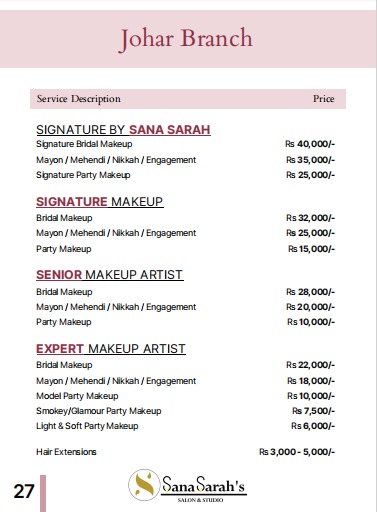 Johar Branch
Service Description Price
SIGNATURE BY SANA SARAH
Signature Bridal Makeup Rs 40,000/-
Mayon / Mehendi / Nikkah / Engagement Rs 35,000/-
Signature Party Makeup Rs 25,000/-
SIGNATURE MAKEUP
Bridal Makeup Rs 32,000/-
Mayon / Mehendi / Nikkah / Engagement Rs 25,000/-
Party Makeup Rs 15,000/-
SENIOR MAKEUP ARTIST
Bridal Makeup Rs 28,000/-
Mayon / Mehendi / Nikkah / Engagement Rs 20,000/-
Party Makeup Rs 10,000/-
EXPERT MAKEUP ARTIST
Bridal Makeup Rs 22,000/-
Mayon / Mehendi / Nikkah / Engagement Rs 18,000/-
Model Party Makeup Rs 10,000/-
Smokey/Glamour Party Makeup Rs 7,500/-
Light & Soft Party Makeup Rs 6,000/-
Hair Extensions Rs 3,000 - 5,000/-
27
SanaSarah's
SALON & STUDIO